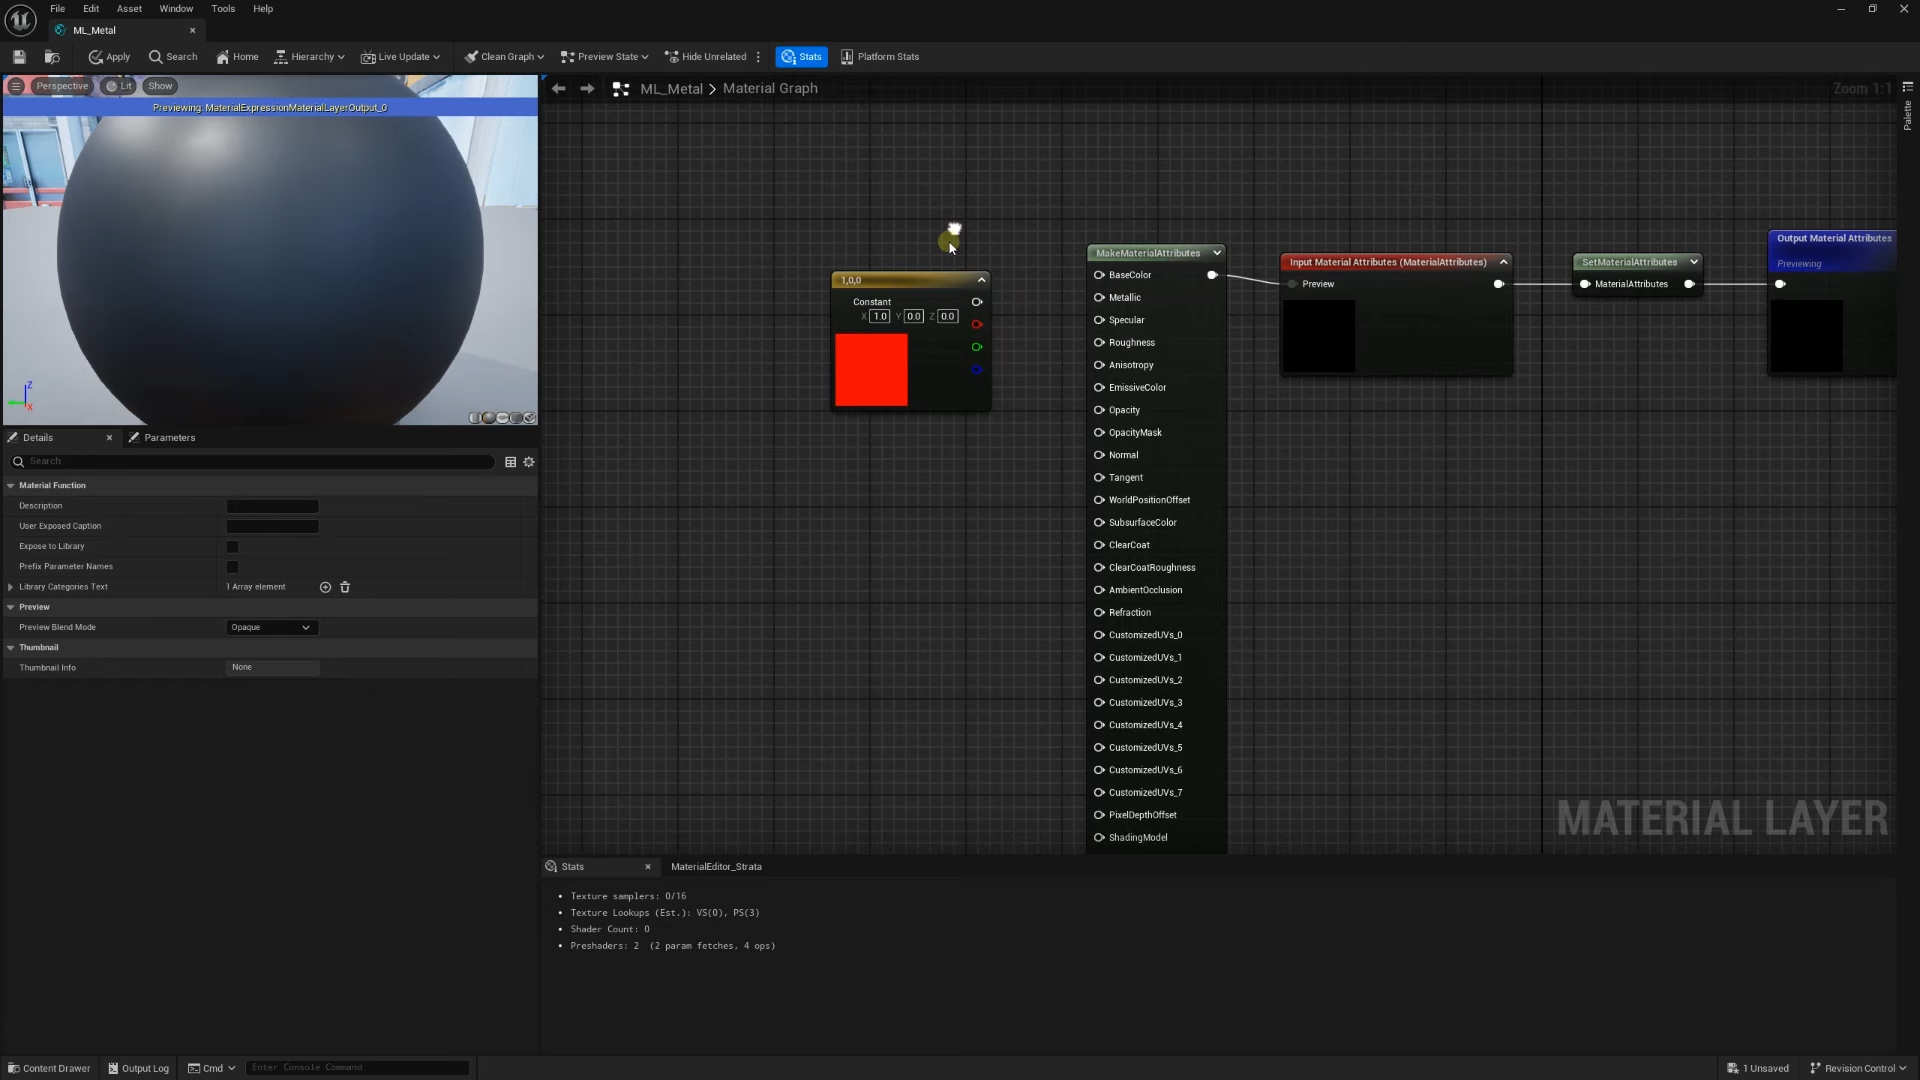 File Edit Asset Window Tools Help
ML_Metal
Apply Search Home Hierarchy Live Update Clean Graph Preview State Hide Unrelated Stats Platform Stats
Perspective Lit Show
Previewing: MaterialExpressionMaterialLayerOutput_0
ML_Metal > Material Graph
Zoom 1:1
Palette
Z
X
1,0,0
Constant
X 1.0 Y 0.0 Z 0.0
MakeMaterialAttributes
BaseColor
Metallic
Specular
Roughness
Anisotropy
EmissiveColor
Opacity
OpacityMask
Normal
Tangent
WorldPositionOffset
SubsurfaceColor
ClearCoat
ClearCoatRoughness
AmbientOcclusion
Refraction
CustomizedUVs_0
CustomizedUVs_1
CustomizedUVs_2
CustomizedUVs_3
CustomizedUVs_4
CustomizedUVs_5
CustomizedUVs_6
CustomizedUVs_7
PixelDepthOffset
ShadingModel
Input Material Attributes (MaterialAttributes)
Preview
SetMaterialAttributes
MaterialAttributes
Output Material Attributes
Previewing
MATERIAL LAYER
Details Parameters
Search
Material Function
Description
User Exposed Caption
Expose to Library
Prefix Parameter Names
Library Categories Text 1 Array element
Preview
Preview Blend Mode Opaque
Thumbnail
Thumbnail Info None
Stats MaterialEditor_Strata
Texture samplers: 0/16
Texture Lookups (Est.): VS(0), PS(3)
Shader Count: 0
Preshaders: 2 (2 param fetches, 4 ops)
Content Drawer Output Log Cmd Enter Console Command 1 Unsaved Revision Control